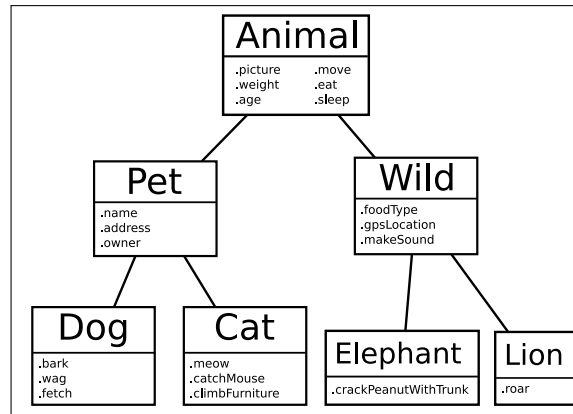 Animal
.picture .move
.weight .eat
.age .sleep
Pet
.name
.address
.owner
Wild
.foodType
.gpsLocation
.makeSound
Dog
.bark
.wag
.fetch
Cat
.meow
.catchMouse
.climbFurniture
Elephant
.crackPeanutWithTrunk
Lion
.roar